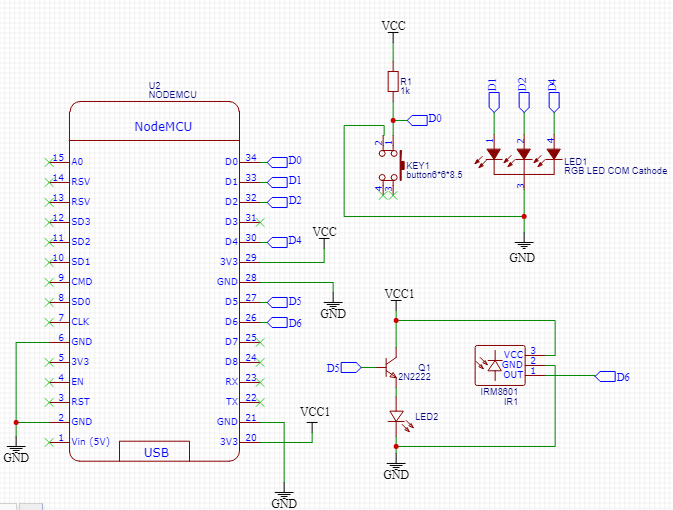 U2
NODEMCU
NodeMCU
15 A0
14 RSV
13 RSV
12 SD3
11 SD2
10 SD1
9 CMD
8 SD0
7 CLK
6 GND
5 3V3
4 EN
3 RST
2 GND
1 Vin (5V)
USB
D0 34 D0
D1 33 D1
D2 32 D2
D3 31
D4 30 D4
3V3 29
GND 28
D5 27 D5
D6 26 D6
D7 25
D8 24
RX 23
TX 22
GND 21
3V3 20
GND
VCC
GND
VCC1
GND
VCC
R1
1k
D0
2 1
KEY1
button6*6*8.5
4 3
D1 D2 D4
1 2 4
LED1
RGB LED COM Cathode
3
GND
VCC1
D5
Q1
2N2222
LED2
GND
VCC 3
GND 2
OUT 1
IRM8601
IR1
D6